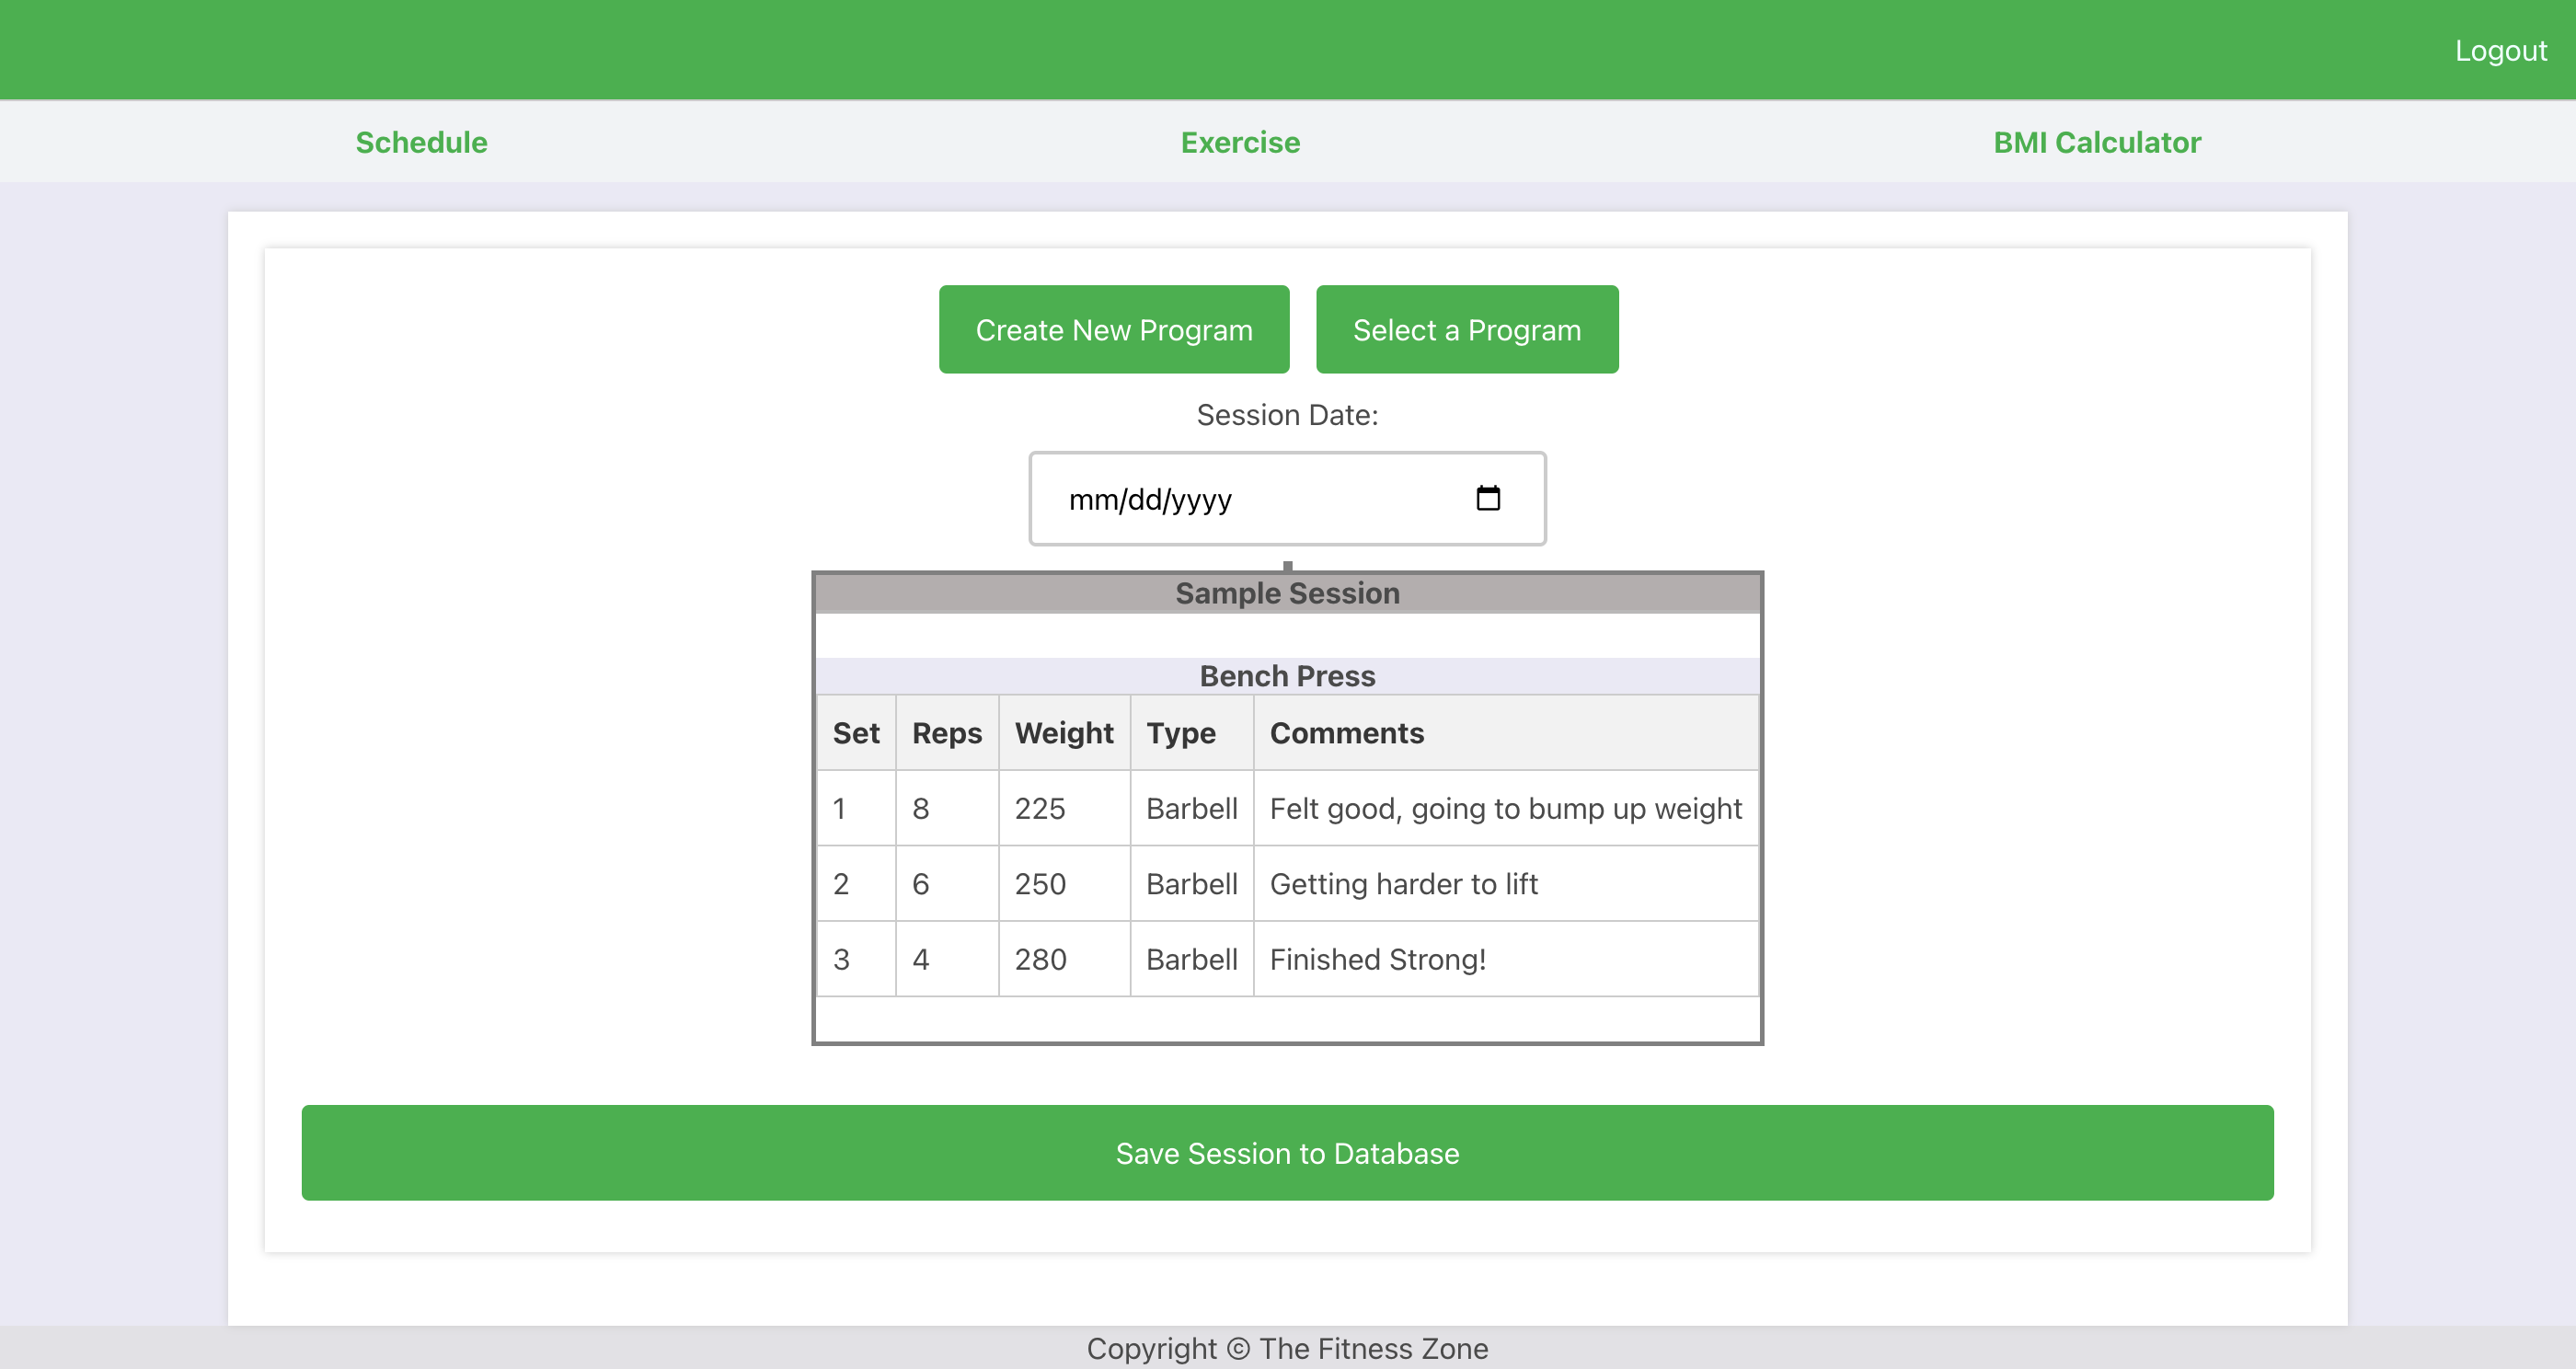 Logout
Schedule Exercise BMI Calculator
Create New Program Select a Program
Session Date:
mm/dd/yyyy
Sample Session
Bench Press
Set Reps Weight Type Comments
1 8 225 Barbell Felt good, going to bump up weight
2 6 250 Barbell Getting harder to lift
3 4 280 Barbell Finished Strong!
Save Session to Database
Copyright © The Fitness Zone